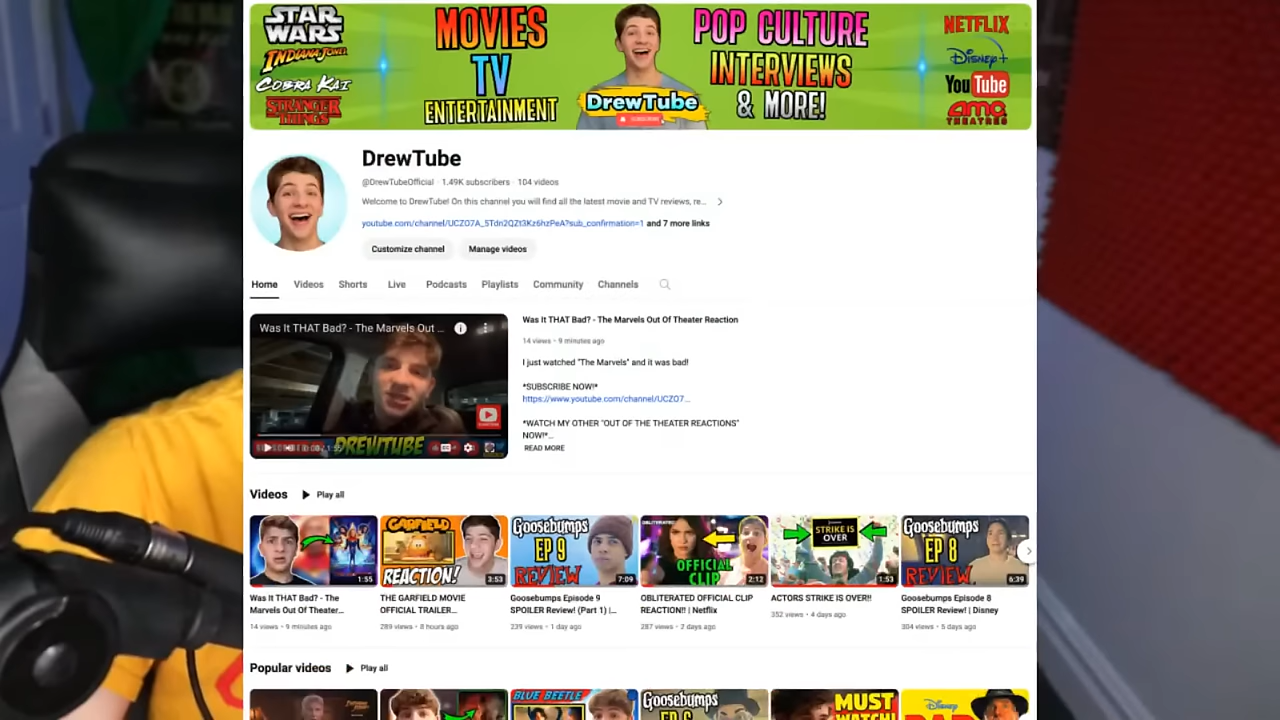 STAR WARS
INDIANA JONES
COBRA KAI
STRANGER THINGS
MOVIES
TV
ENTERTAINMENT
DrewTube
SUBSCRIBE
POP CULTURE
INTERVIEWS
& MORE!
NETFLIX
Disney+
YouTube
amc
THEATRES
DrewTube
@DrewTubeOfficial · 1.49K subscribers · 104 videos
Welcome to DrewTube! On this channel you will find all the latest movie and TV reviews, re...
youtube.com/channel/UCZO7A_5Tdn2QZt3Kz6hzPeA?sub_confirmation=1 and 7 more links
Customize channel Manage videos
Home Videos Shorts Live Podcasts Playlists Community Channels
Was It THAT Bad? - The Marvels Out ...
DREWTUBE
Was It THAT Bad? - The Marvels Out Of Theater Reaction
14 views · 9 minutes ago
I just watched "The Marvels" and it was bad!
*SUBSCRIBE NOW!*
https://www.youtube.com/channel/UCZO7...
*WATCH MY OTHER "OUT OF THE THEATER REACTIONS"
NOW!*...
READ MORE
Videos Play all
1:55
GARFIELD
REACTION!
3:53
Goosebumps
EP 9
REVIEW
7:09
OBLITERATED
OFFICIAL
CLIP
2:12
STRIKE IS
OVER
1:53
Goosebumps
EP 8
REVIEW
6:39
Was It THAT Bad? - The
Marvels Out Of Theater...
14 views · 9 minutes ago
THE GARFIELD MOVIE
OFFICIAL TRAILER...
289 views · 8 hours ago
Goosebumps Episode 9
SPOILER Review! (Part 1) |...
239 views · 1 day ago
OBLITERATED OFFICIAL CLIP
REACTION!! | Netflix
287 views · 2 days ago
ACTORS STRIKE IS OVER!!
352 views · 4 days ago
Goosebumps Episode 8
SPOILER Review! | Disney
304 views · 5 days ago
Popular videos Play all
BLUE BEETLE
Goosebumps
MUST
WATCH!
Disney